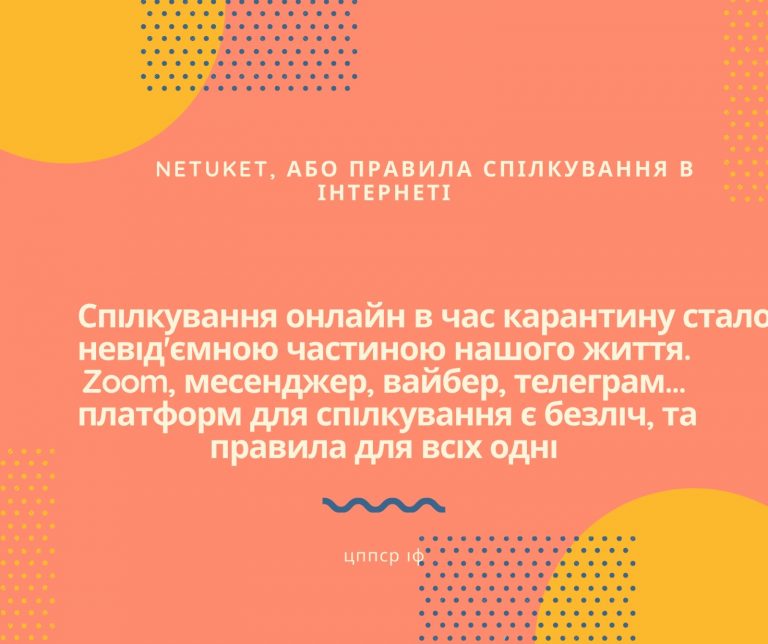 NETUKET, АБО ПРАВИЛА СПІЛКУВАННЯ В
ІНТЕРНЕТІ
Спілкування онлайн в час карантину стало
невід'ємною частиною нашого життя.
Zoom, месенджер, вайбер, телеграм...
платформ для спілкування є безліч, та
правила для всіх одні
цппср іф